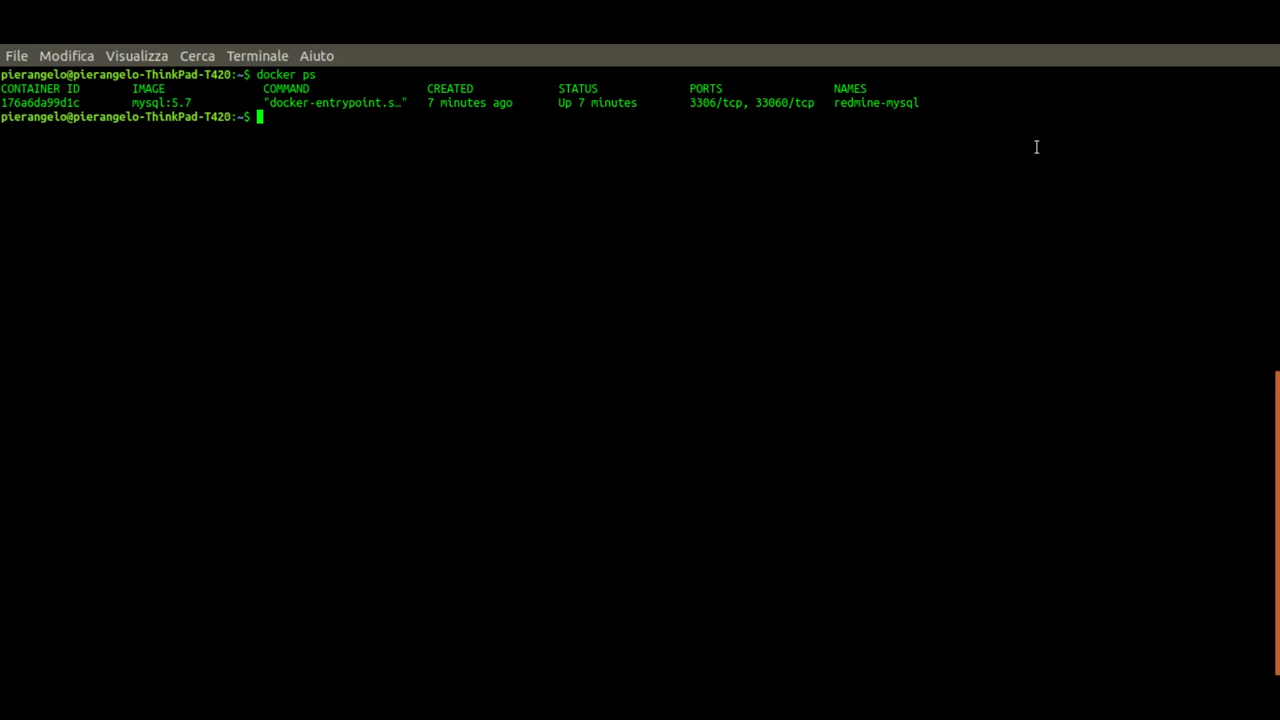 File Modifica Visualizza Cerca Terminale Aiuto
pierangelo@pierangelo-ThinkPad-T420:~$ docker ps
CONTAINER ID IMAGE COMMAND CREATED STATUS PORTS NAMES
176a6da99d1c mysql:5.7 "docker-entrypoint.s…" 7 minutes ago Up 7 minutes 3306/tcp, 33060/tcp redmine-mysql
pierangelo@pierangelo-ThinkPad-T420:~$